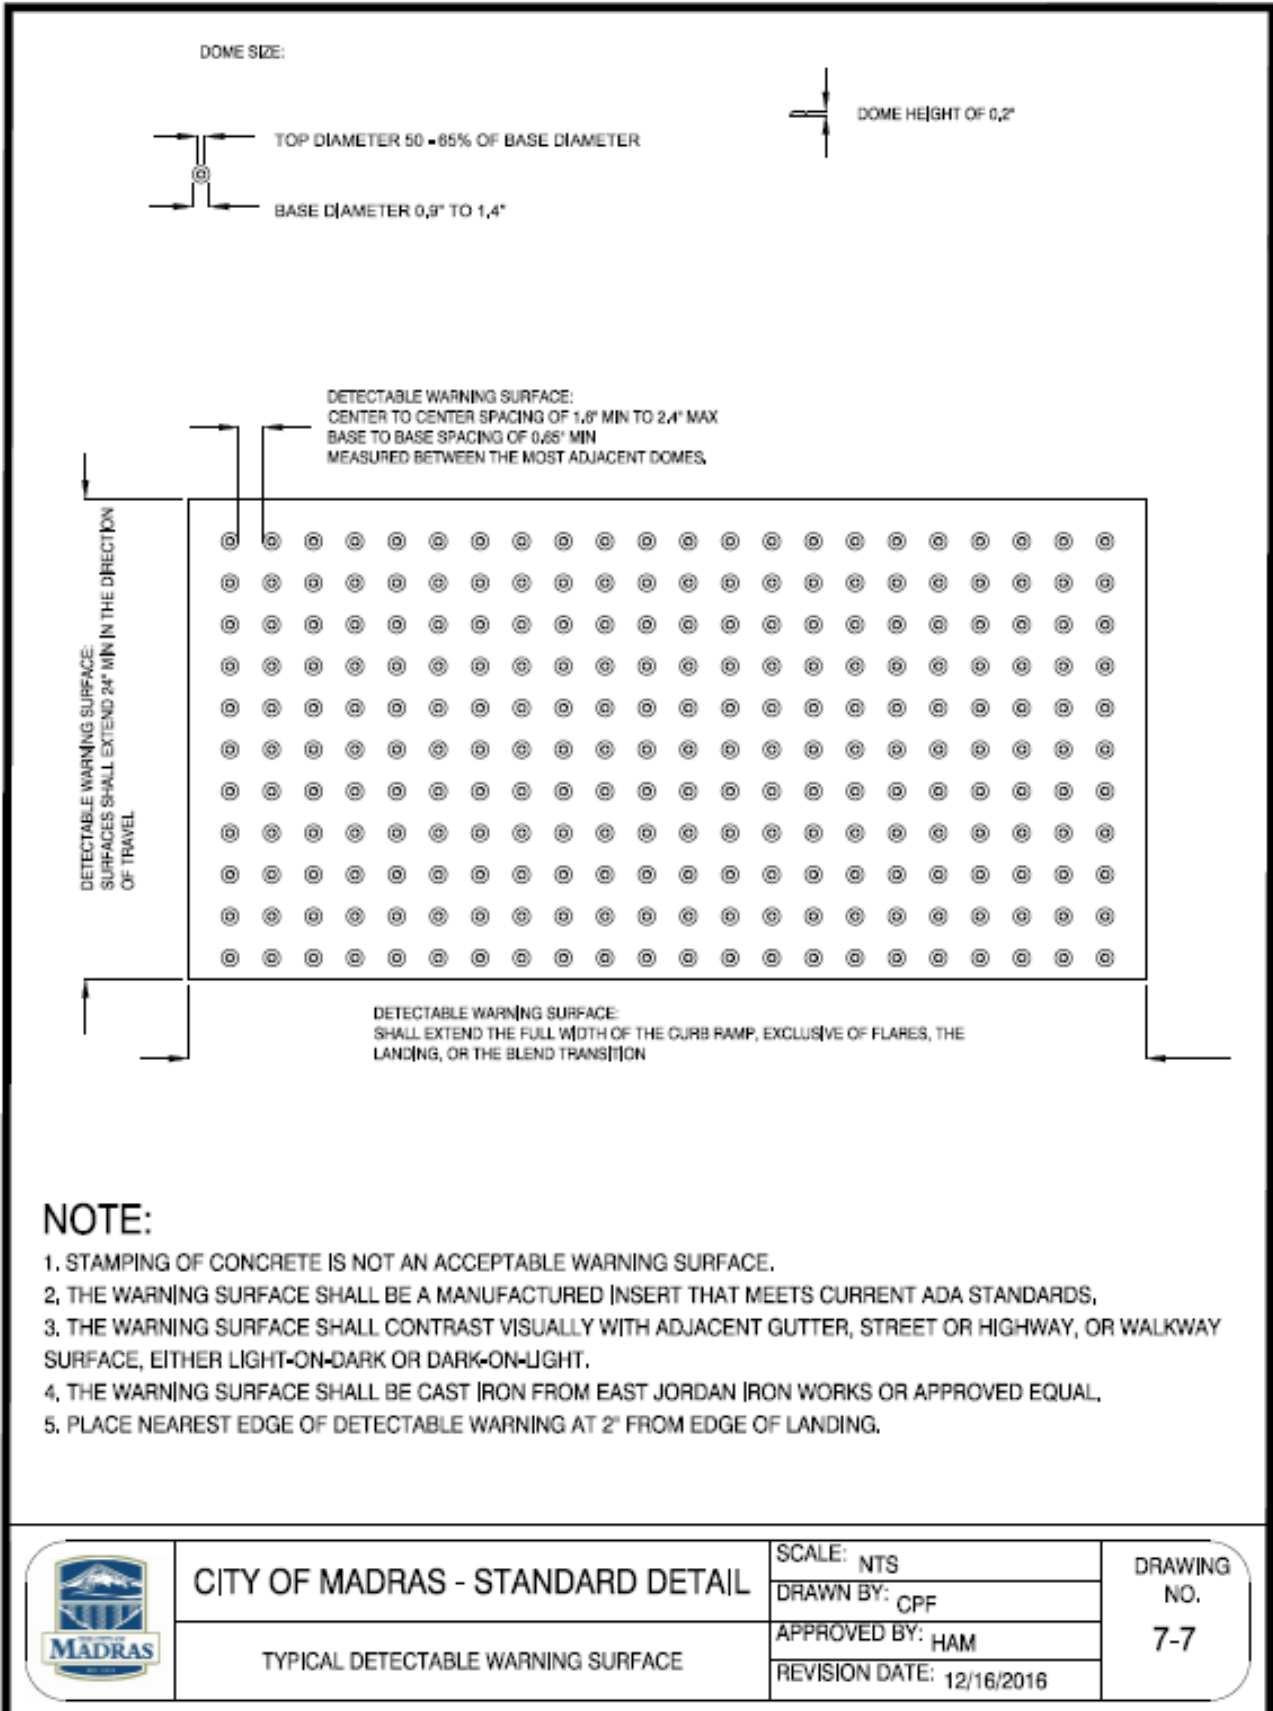 DOME SIZE:
DOME HEIGHT OF 0.2"
TOP DIAMETER 50 - 65% OF BASE DIAMETER
BASE DIAMETER 0.9" TO 1.4"
DETECTABLE WARNING SURFACE:
CENTER TO CENTER SPACING OF 1.6" MIN TO 2.4" MAX
BASE TO BASE SPACING OF 0.65" MIN
MEASURED BETWEEN THE MOST ADJACENT DOMES.
DETECTABLE WARNING SURFACE:
SURFACES SHALL EXTEND 24" MIN IN THE DIRECTION
OF TRAVEL
DETECTABLE WARNING SURFACE:
SHALL EXTEND THE FULL WIDTH OF THE CURB RAMP, EXCLUSIVE OF FLARES, THE
LANDING, OR THE BLEND TRANSITION
NOTE:
1. STAMPING OF CONCRETE IS NOT AN ACCEPTABLE WARNING SURFACE.
2. THE WARNING SURFACE SHALL BE A MANUFACTURED INSERT THAT MEETS CURRENT ADA STANDARDS.
3. THE WARNING SURFACE SHALL CONTRAST VISUALLY WITH ADJACENT GUTTER, STREET OR HIGHWAY, OR WALKWAY
SURFACE, EITHER LIGHT-ON-DARK OR DARK-ON-LIGHT.
4. THE WARNING SURFACE SHALL BE CAST IRON FROM EAST JORDAN IRON WORKS OR APPROVED EQUAL.
5. PLACE NEAREST EDGE OF DETECTABLE WARNING AT 2" FROM EDGE OF LANDING.
MADRAS
CITY OF MADRAS - STANDARD DETAIL
TYPICAL DETECTABLE WARNING SURFACE
SCALE: NTS
DRAWN BY: CPF
APPROVED BY: HAM
REVISION DATE: 12/16/2016
DRAWING
NO.
7-7